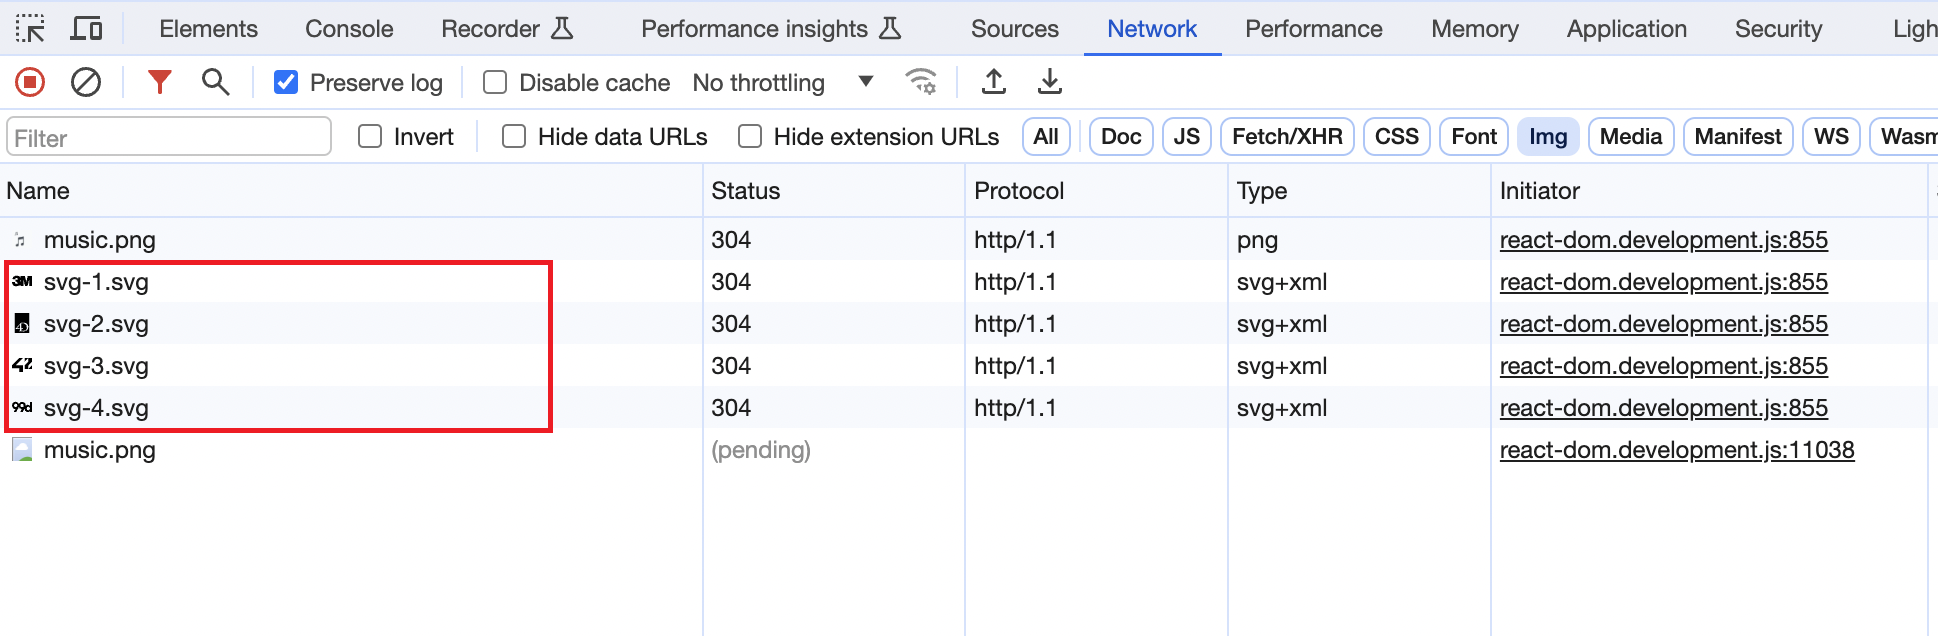 Elements Console Recorder Performance insights Sources Network Performance Memory Application Security Ligh
Preserve log Disable cache No throttling
Filter Invert Hide data URLs Hide extension URLs All Doc JS Fetch/XHR CSS Font Img Media Manifest WS Wasm
Name Status Protocol Type Initiator
music.png 304 http/1.1 png react-dom.development.js:855
3M svg-1.svg 304 http/1.1 svg+xml react-dom.development.js:855
4D svg-2.svg 304 http/1.1 svg+xml react-dom.development.js:855
42 svg-3.svg 304 http/1.1 svg+xml react-dom.development.js:855
99d svg-4.svg 304 http/1.1 svg+xml react-dom.development.js:855
music.png (pending) react-dom.development.js:11038